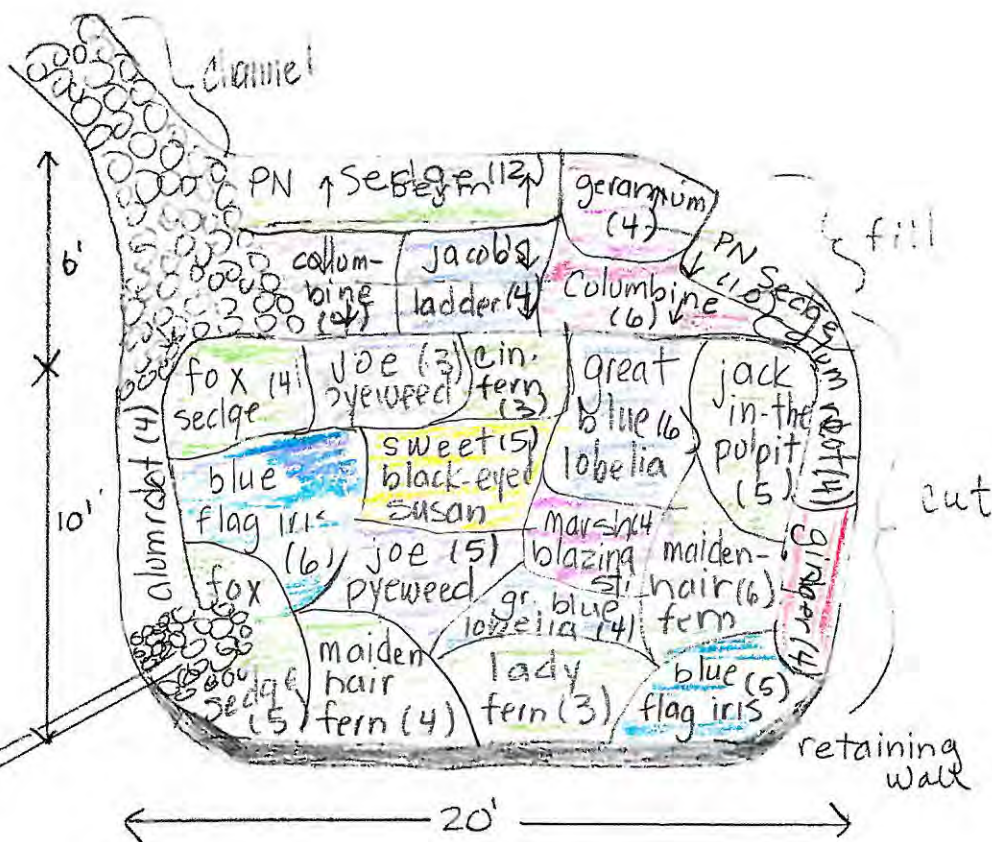 channel
PN ↑ Sedge (12) ↑
Berm
geranium
(4)
6'
fill
collum-
bine
jacobs
ladder (4)
Columbine
(6)
PN Sedge
fox (4)
sedge
joe (3)
pyeweed
cin.
fern
(3)
great
blue (6)
lobelia
jack
in-the
pulpit
(5)
alumroot (4)
10'
blue
flag iris
(6)
sweet (5)
black-eyed
susan
marsh (4)
blazing
st.
cut
fox
sedge
(5)
joe (5)
pyeweed
gr. blue
lobelia (4)
maiden-
hair (6)
fern
ginger (4)
maiden
hair
fern (4)
lady
fern (3)
blue (5)
flag iris
retaining
wall
20'